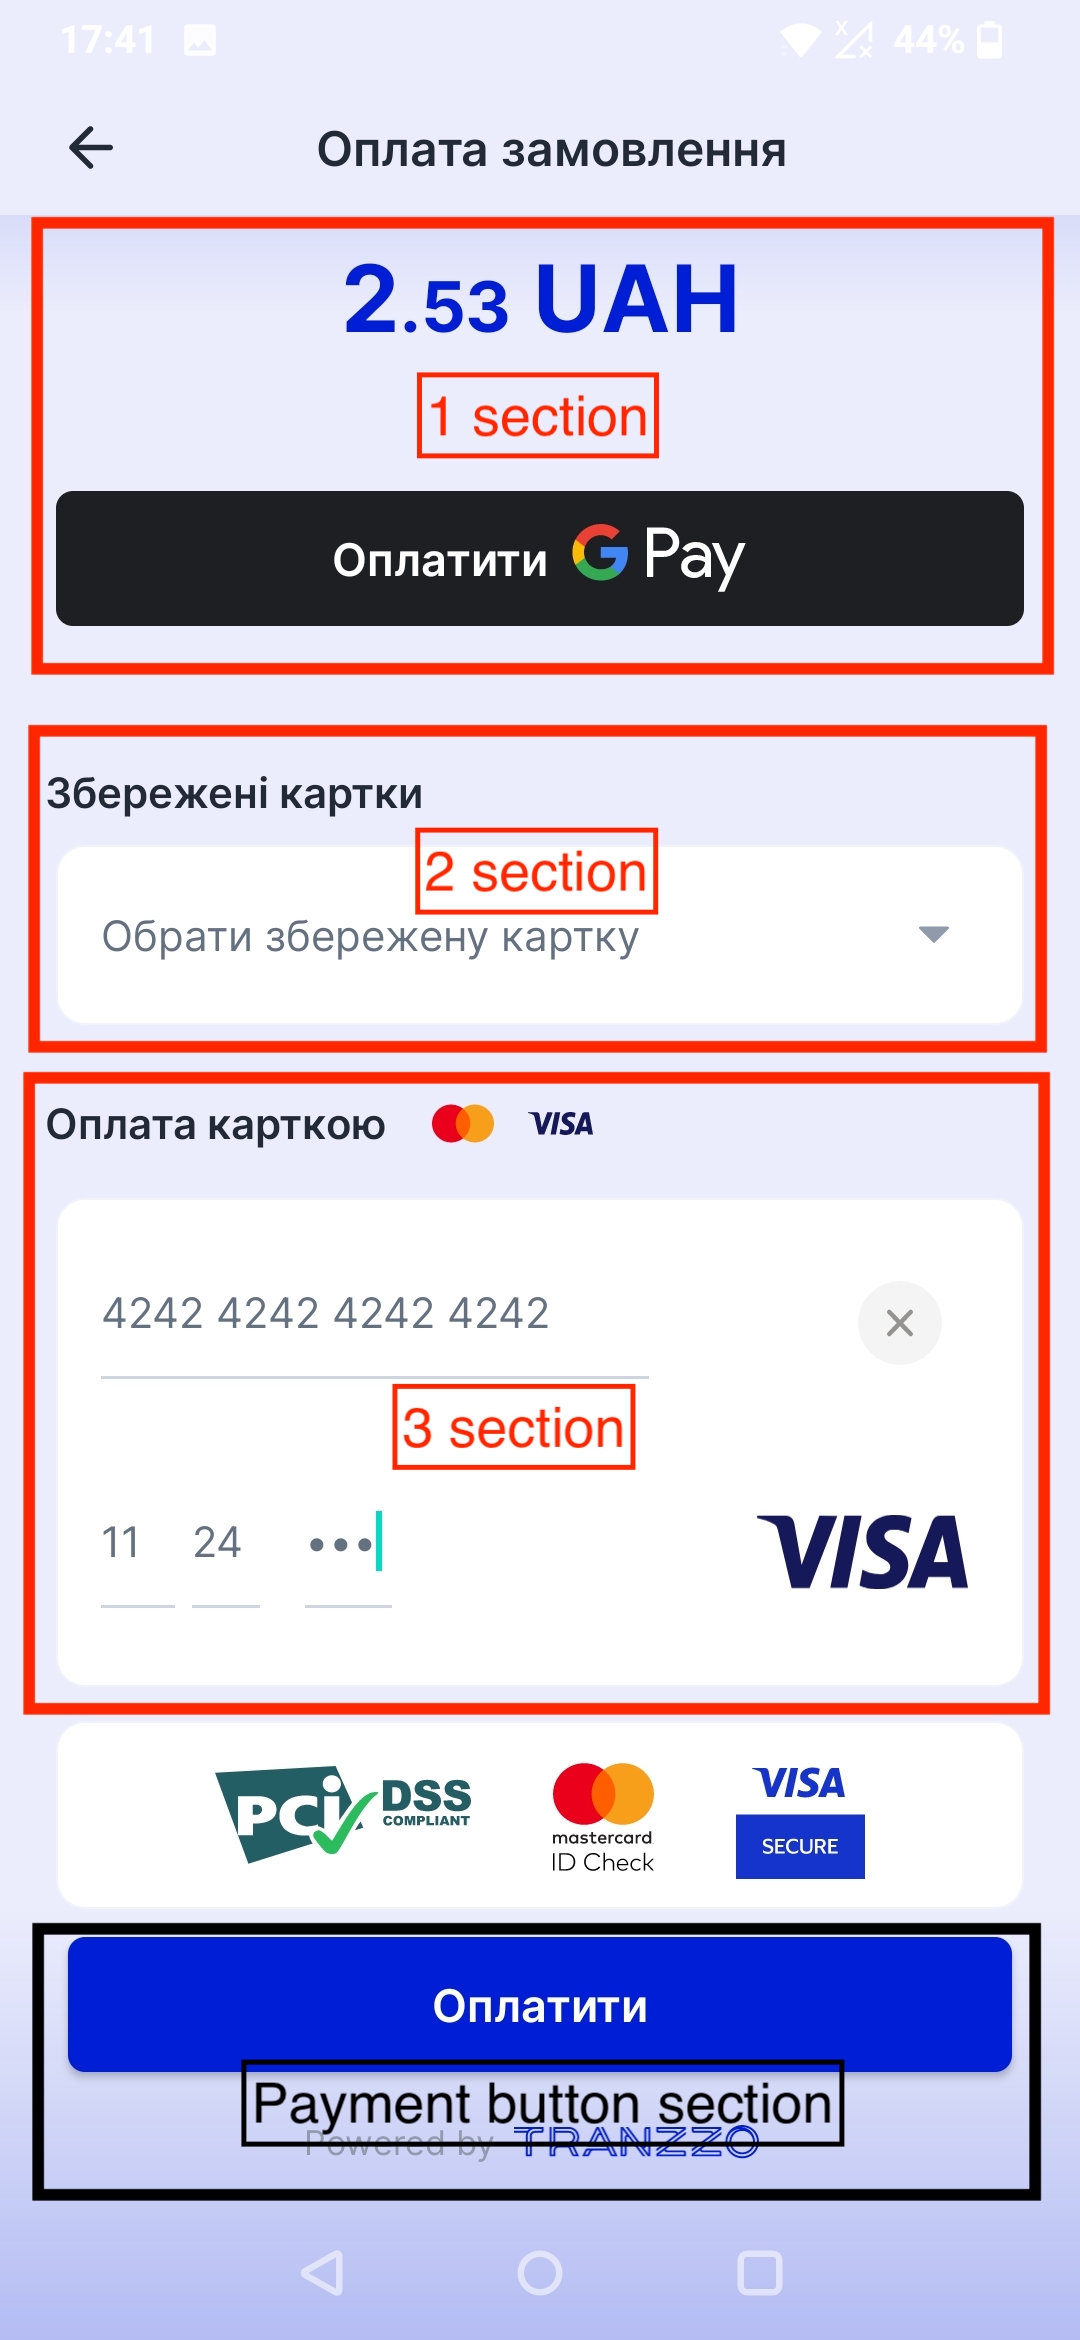 17:41 44%
Оплата замовлення
2.53 UAH
1 section
Оплатити G Pay
Збережені картки
2 section
Обрати збережену картку
Оплата карткою VISA
4242 4242 4242 4242
3 section
11 24 •••
VISA
PCi DSS COMPLIANT
mastercard ID Check
VISA SECURE
Оплатити
Payment button section
Powered by TRANZZO